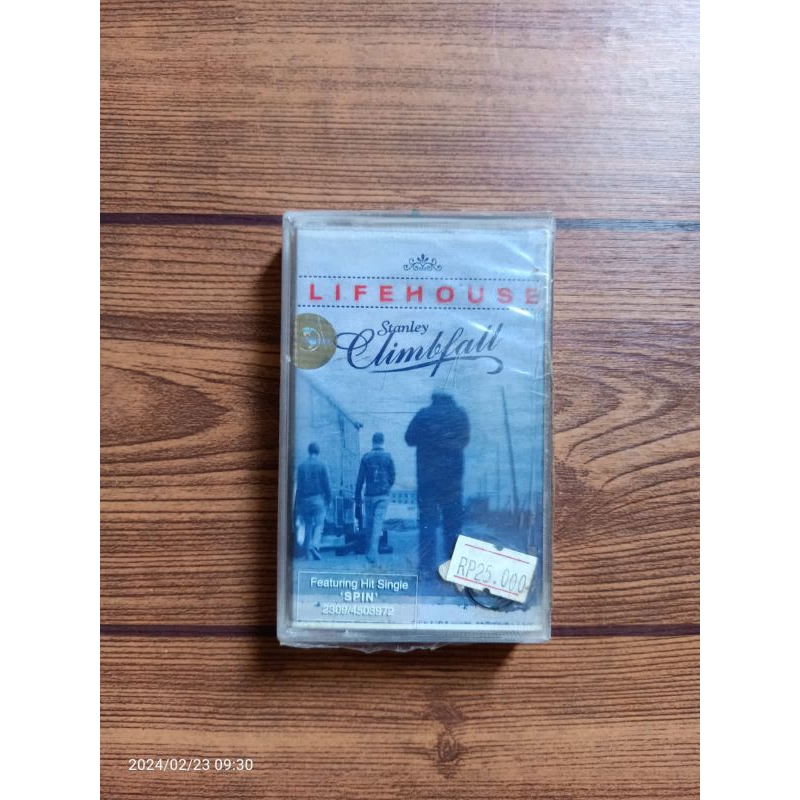 LIFEHOUSE
Stanley
Climbfall
RP25.000
Featuring Hit Single
'SPIN'
2309/4503972
2024/02/23 09:30